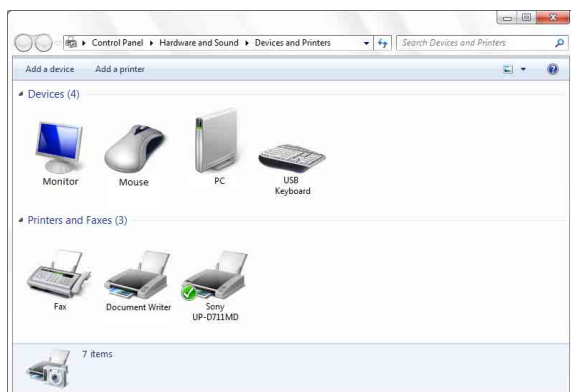 Control Panel ▸ Hardware and Sound ▸ Devices and Printers
Search Devices and Printers
Add a device Add a printer
Devices (4)
Monitor Mouse PC USB
Keyboard
Printers and Faxes (3)
Fax Document Writer Sony
UP-D711MD
7 items